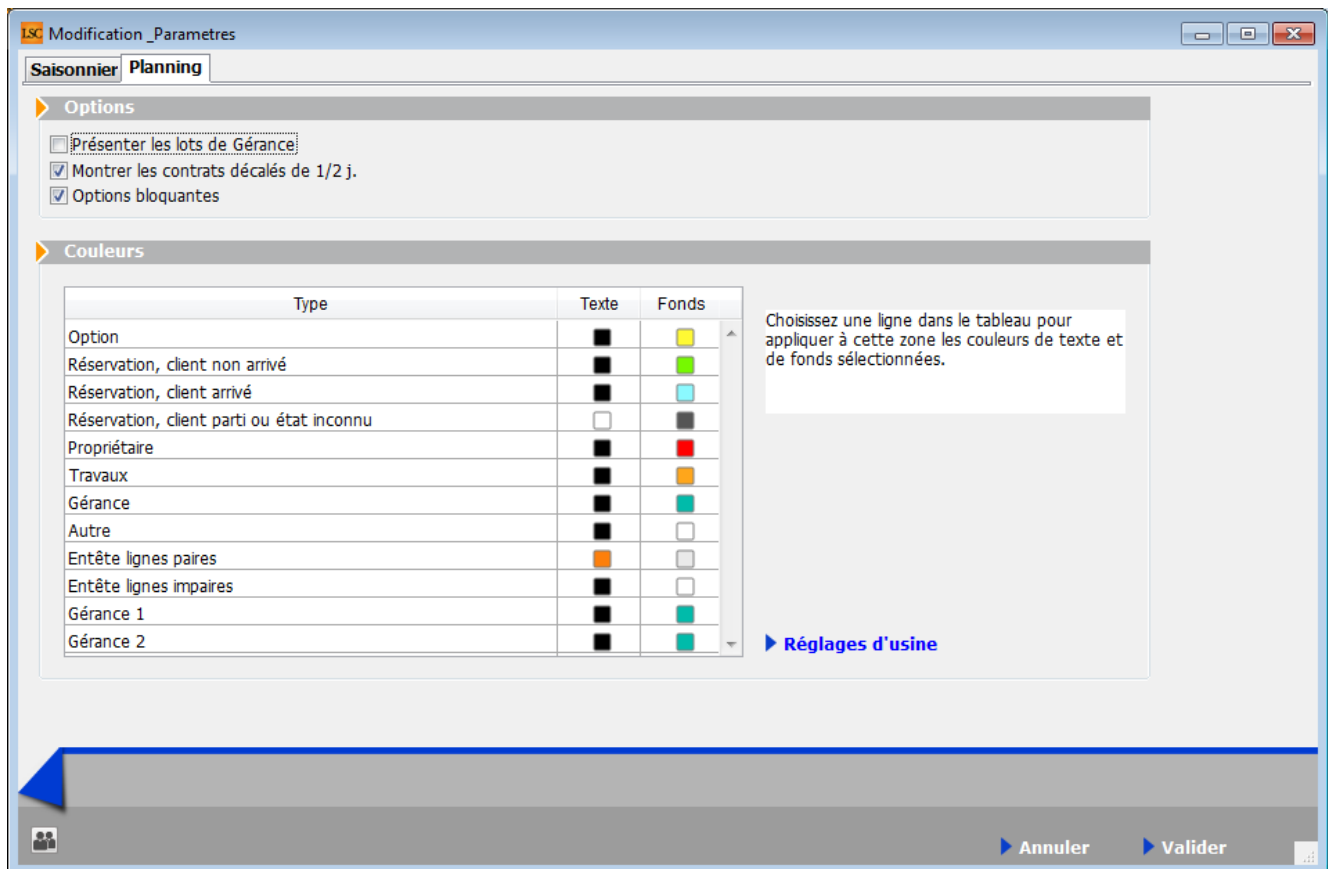 LSC Modification _Parametres
Saisonnier Planning
Options
Présenter les lots de Gérance
Montrer les contrats décalés de 1/2 j.
Options bloquantes
Couleurs
Type Texte Fonds
Option
Réservation, client non arrivé
Réservation, client arrivé
Réservation, client parti ou état inconnu
Propriétaire
Travaux
Gérance
Autre
Entête lignes paires
Entête lignes impaires
Gérance 1
Gérance 2
Choisissez une ligne dans le tableau pour
appliquer à cette zone les couleurs de texte et
de fonds sélectionnées.
Réglages d'usine
Annuler Valider